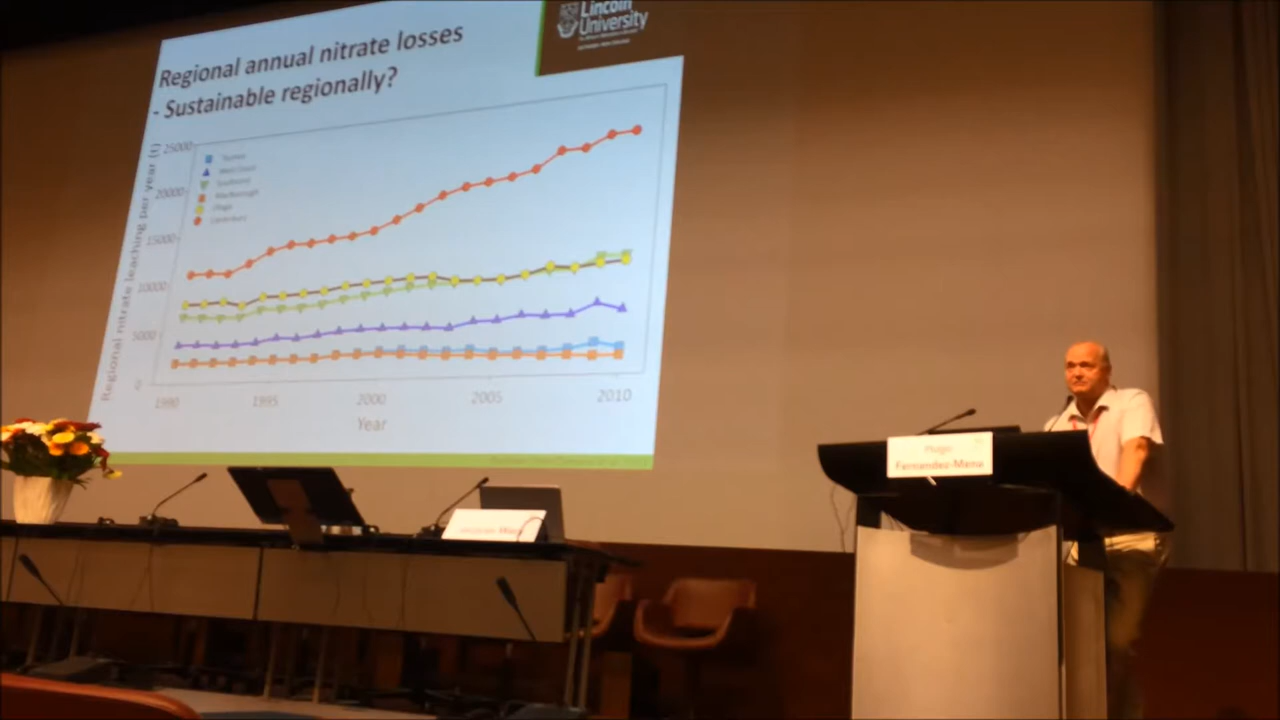 Regional annual nitrate losses
- Sustainable regionally?
Lincoln
University
Regional nitrate leaching per year (t)
25000
20000
15000
10000
5000
0
West Coast
Southland
Marlborough
Otago
Canterbury
1990
1995
2000
2005
2010
Year
Hugo
Fernandez-Mena